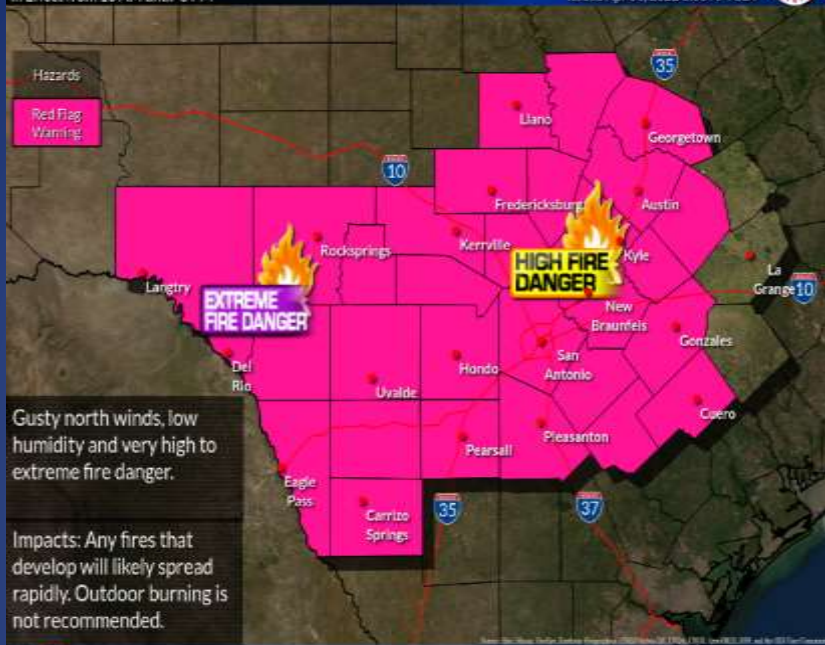 Hazards
Red Flag
Warning
35
Llano
Georgetown
10
Fredericksburg
Austin
Rocksprings
Kerrville
HIGH FIRE
DANGER
Kyle
La
Grange
10
Langtry
EXTREME
FIRE DANGER
New
Braunfels
Gonzales
Del
Rio
Hondo
San
Antonio
Uvalde
Cuero
Pearsall
Pleasanton
Gusty north winds, low
humidity and very high to
extreme fire danger.
Eagle
Pass
Carrizo
Springs
35
37
Impacts: Any fires that
develop will likely spread
rapidly. Outdoor burning is
not recommended.